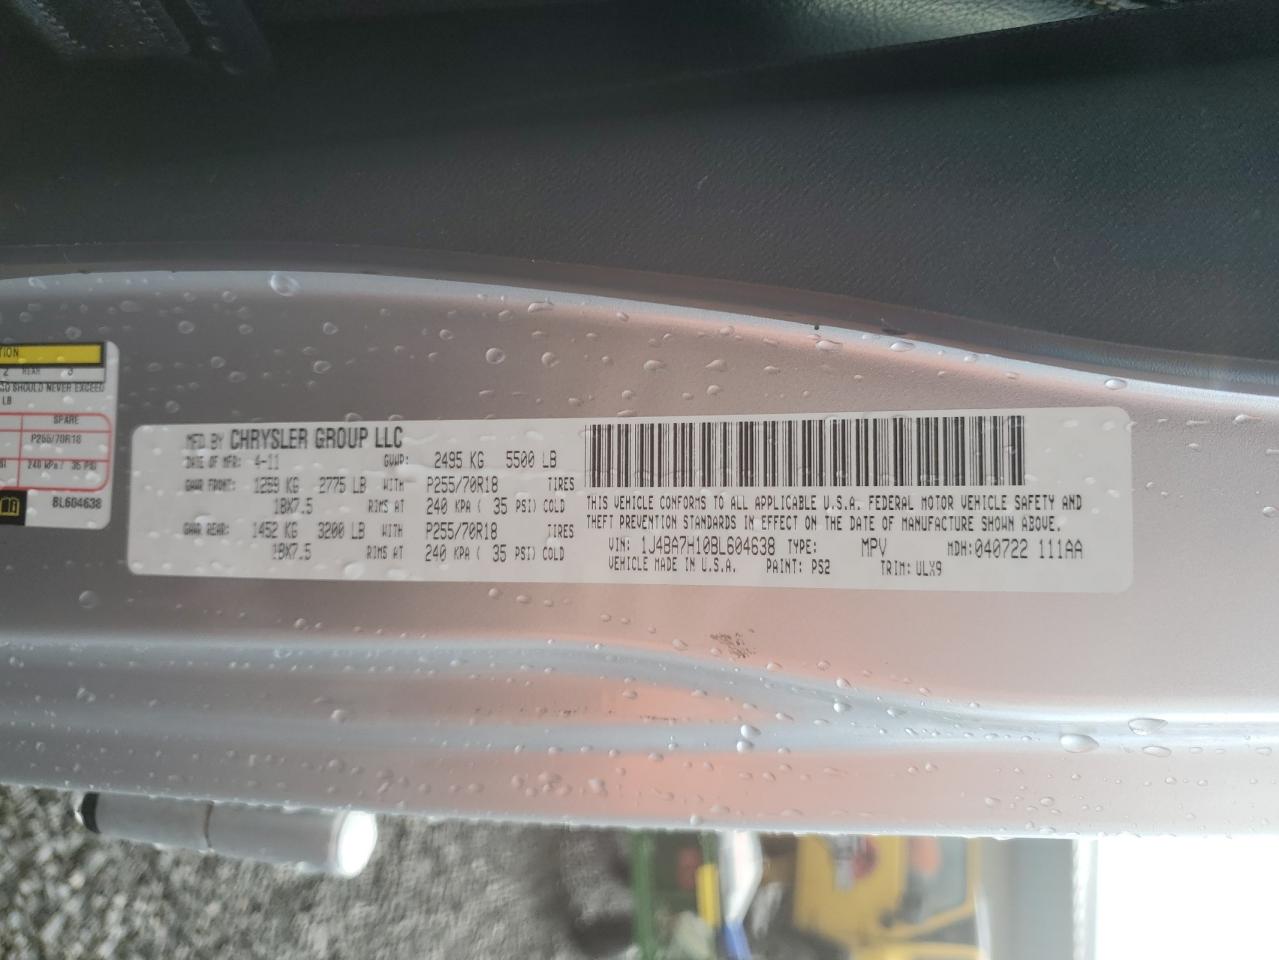 TION
2 REAR 3
SHOULD NEVER EXCEED
LB
SPARE
P255/70R18
240 KPA / 35 PSI
BL604638
MFD BY CHRYSLER GROUP LLC
DATE OF MFR: 4-11 GVWR: 2495 KG 5500 LB
GAWR FRONT: 1259 KG 2775 LB WITH P255/70R18 TIRES
18X7.5 RIMS AT 240 KPA ( 35 PSI) COLD
GAWR REAR: 1452 KG 3200 LB WITH P255/70R18 TIRES
18X7.5 RIMS AT 240 KPA ( 35 PSI) COLD
THIS VEHICLE CONFORMS TO ALL APPLICABLE U.S.A. FEDERAL MOTOR VEHICLE SAFETY AND
THEFT PREVENTION STANDARDS IN EFFECT ON THE DATE OF MANUFACTURE SHOWN ABOVE.
VIN: 1J4BA7H10BL604638 TYPE: MPV MDH: 040722 111AA
VEHICLE MADE IN U.S.A. PAINT: PS2 TRIM: ULX9